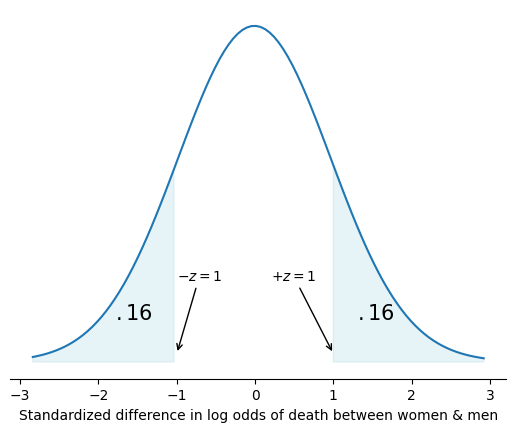 −z = 1
+z = 1
.16
.16
−3 −2 −1 0 1 2 3
Standardized difference in log odds of death between women & men